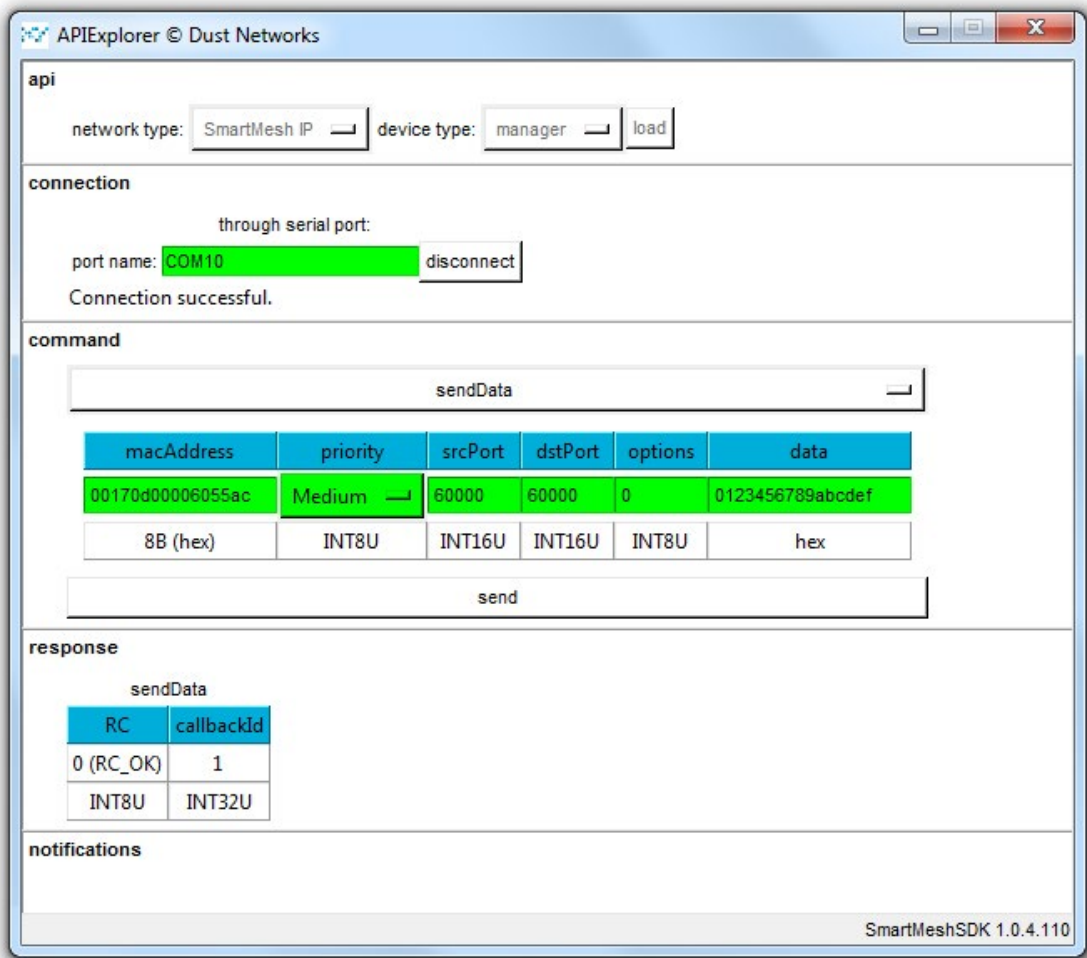 APIExplorer © Dust Networks
api
network type: SmartMesh IP device type: manager load
connection
through serial port:
port name: COM10 disconnect
Connection successful.
command
sendData
macAddress priority srcPort dstPort options data
00170d00006055ac Medium 60000 60000 0 0123456789abcdef
8B (hex) INT8U INT16U INT16U INT8U hex
send
response
sendData
RC callbackId
0 (RC_OK) 1
INT8U INT32U
notifications
SmartMeshSDK 1.0.4.110